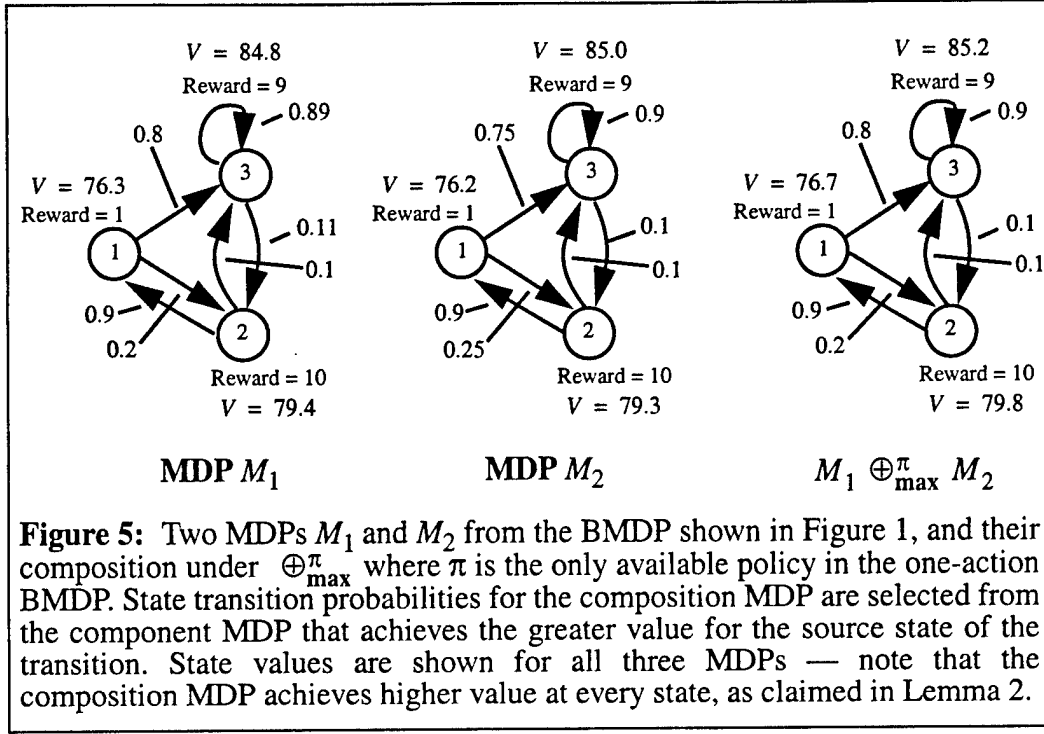 V = 84.8
Reward = 9
0.89
0.8
3
V = 76.3
Reward = 1
1
0.11
0.1
0.9
0.2
2
Reward = 10
V = 79.4
MDP M₁
V = 85.0
Reward = 9
0.9
0.75
3
V = 76.2
Reward = 1
1
0.1
0.1
0.9
0.25
2
Reward = 10
V = 79.3
MDP M₂
V = 85.2
Reward = 9
0.9
0.8
3
V = 76.7
Reward = 1
1
0.1
0.1
0.9
0.2
2
Reward = 10
V = 79.8
M₁ ⊕π max M₂
Figure 5: Two MDPs M₁ and M₂ from the BMDP shown in Figure 1, and their
composition under ⊕π max where π is the only available policy in the one-action
BMDP. State transition probabilities for the composition MDP are selected from
the component MDP that achieves the greater value for the source state of the
transition. State values are shown for all three MDPs — note that the
composition MDP achieves higher value at every state, as claimed in Lemma 2.